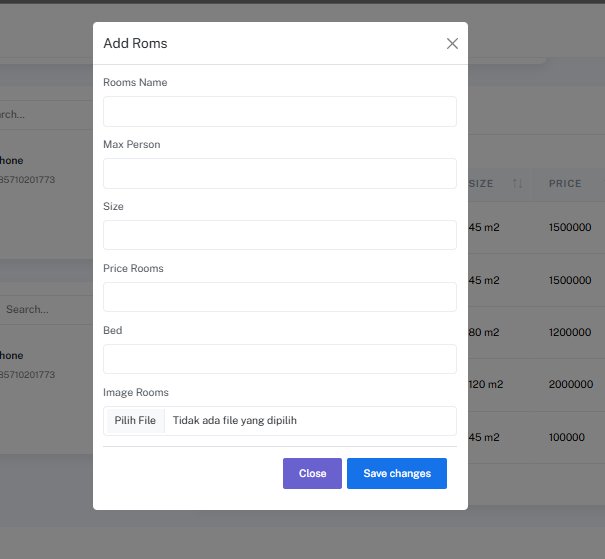 Add Roms
Rooms Name
Max Person
Size
Price Rooms
Bed
Image Rooms
Pilih File Tidak ada file yang dipilih
Close Save changes
rch...
hone
85710201773
Search...
hone
85710201773
SIZE PRICE
45 m2 1500000
45 m2 1500000
80 m2 1200000
120 m2 2000000
45 m2 100000